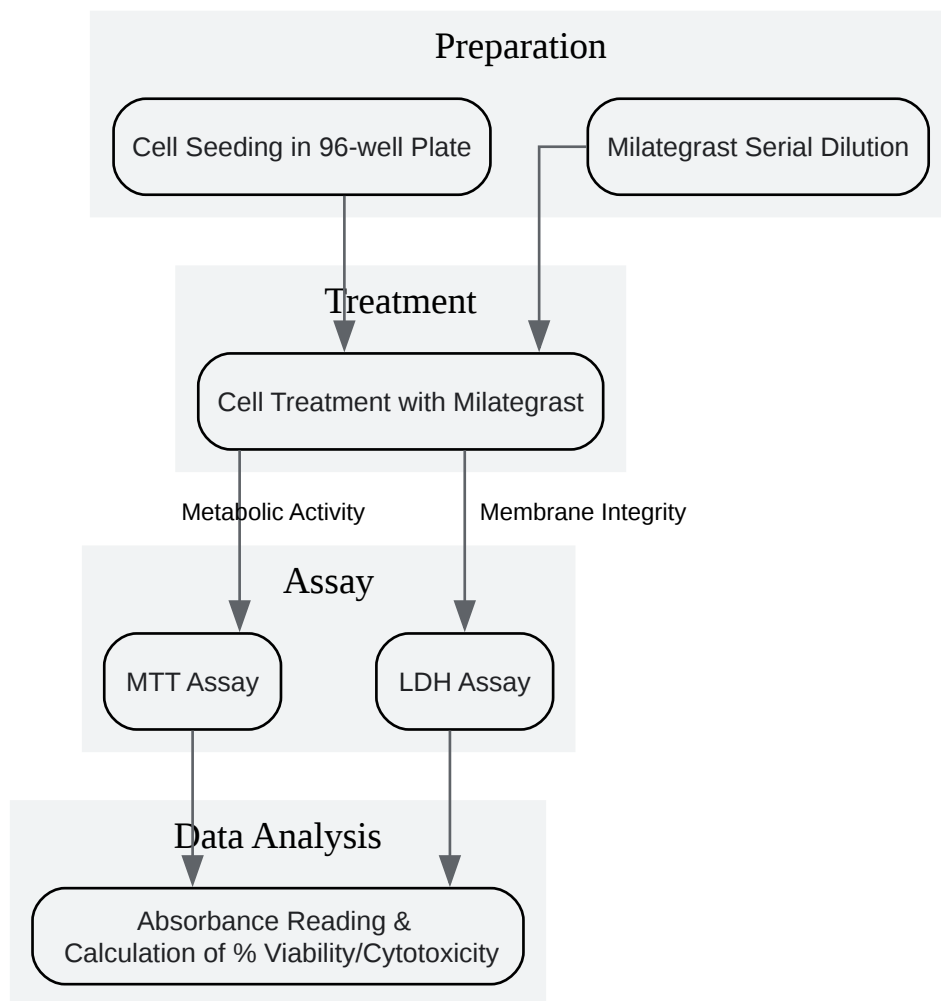 Preparation
Cell Seeding in 96-well Plate
Milategrast Serial Dilution
Treatment
Cell Treatment with Milategrast
Metabolic Activity
Membrane Integrity
Assay
MTT Assay
LDH Assay
Data Analysis
Absorbance Reading &
Calculation of % Viability/Cytotoxicity